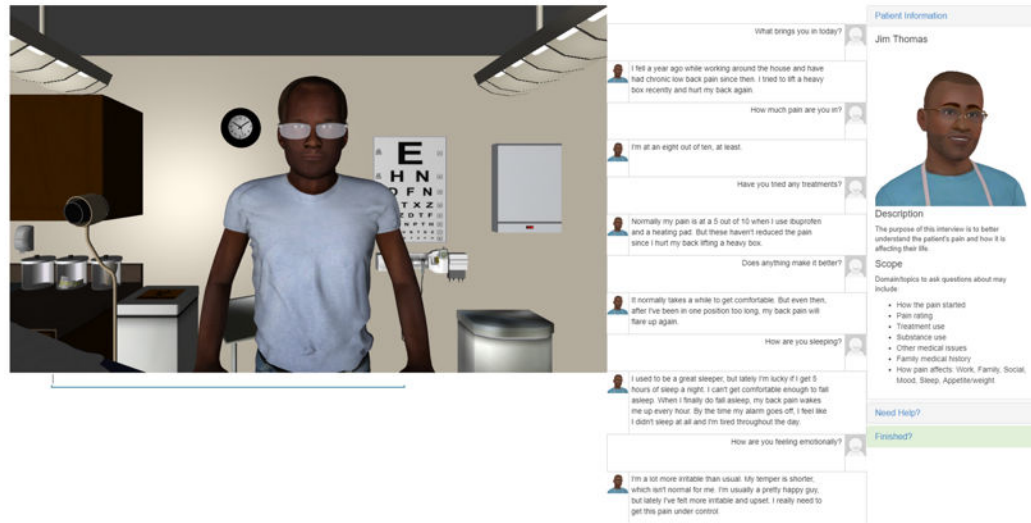 What brings you in today?
I fell a year ago while working around the house and have
had chronic low back pain since then. I tried to lift a heavy
box recently and hurt my back again.
How much pain are you in?
I'm at an eight out of ten, at least.
Have you tried any treatments?
Normally my pain is at a 5 out of 10 when I use ibuprofen
and a heating pad. But these haven't reduced the pain
since I hurt my back lifting a heavy box.
Does anything make it better?
It normally takes a while to get comfortable. But even then,
after I've been in one position too long, my back pain will
flare up again.
How are you sleeping?
I used to be a great sleeper, but lately I'm lucky if I get 5
hours of sleep a night. I can't get comfortable enough to fall
asleep. When I finally do fall asleep, my back pain wakes
me up every hour. By the time my alarm goes off, I feel like
I didn't sleep at all and I'm tired throughout the day.
How are you feeling emotionally?
I'm a lot more irritable than usual. My temper is shorter,
which isn't normal for me. I'm usually a pretty happy guy,
but lately I've felt more irritable and upset. I really need to
get this pain under control.
Patient Information
Jim Thomas
Description
The purpose of this interview is to better
understand the patient's pain and how it is
affecting their life.
Scope
Domain/topics to ask questions about may
include:
• How the pain started
• Pain rating
• Treatment use
• Substance use
• Other medical issues
• Family medical history
• How pain affects: Work, Family, Social,
Mood, Sleep, Appetite/weight
Need Help?
Finished?
E
H N
D F N
T X Z
Z D T F